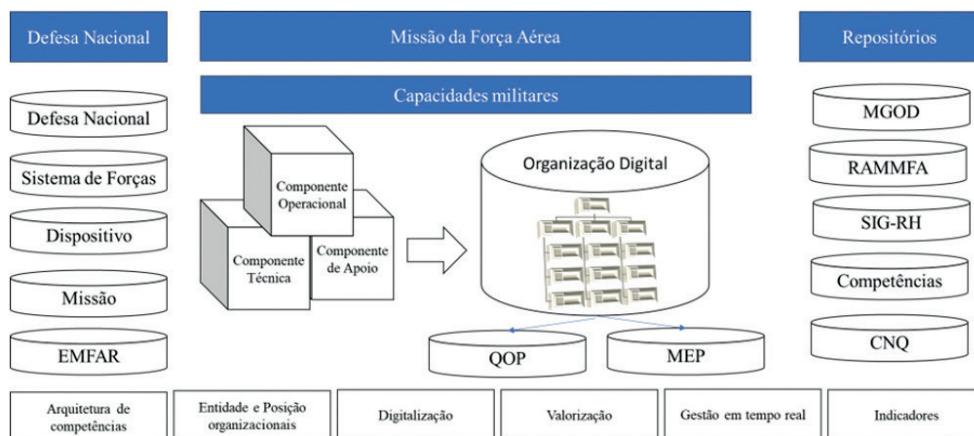 Defesa Nacional
Missão da Força Aérea
Repositórios
Capacidades militares
Defesa Nacional
Sistema de Forças
Dispositivo
Missão
EMFAR
Componente
Operacional
Componente
Técnica
Componente
de Apoio
Organização Digital
QOP
MEP
MGOD
RAMMFA
SIG-RH
Competências
CNQ
Arquitetura de
competências
Entidade e Posição
organizacionais
Digitalização
Valorização
Gestão em tempo real
Indicadores